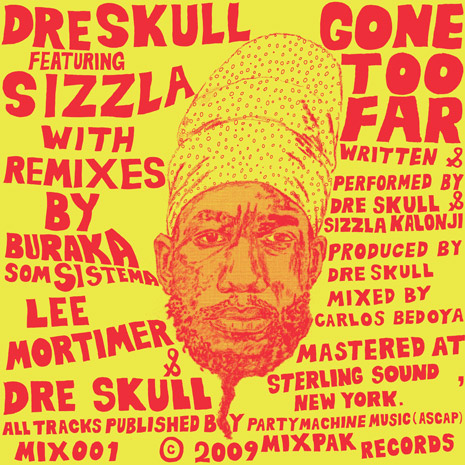 DRE SKULL
FEATURING
SIZZLA
WITH
REMIXES
BY
BURAKA
SOM SISTEMA
LEE
MORTIMER
&
DRE SKULL
GONE
TOO
FAR
WRITTEN &
PERFORMED BY
DRE SKULL &
SIZZLA KALONJI
PRODUCED BY
DRE SKULL
MIXED BY
CARLOS BEDOYA
MASTERED AT
STERLING SOUND,
NEW YORK.
ALL TRACKS PUBLISHED BY PARTYMACHINE MUSIC (ASCAP)
MIX001 © 2009 MIXPAK RECORDS